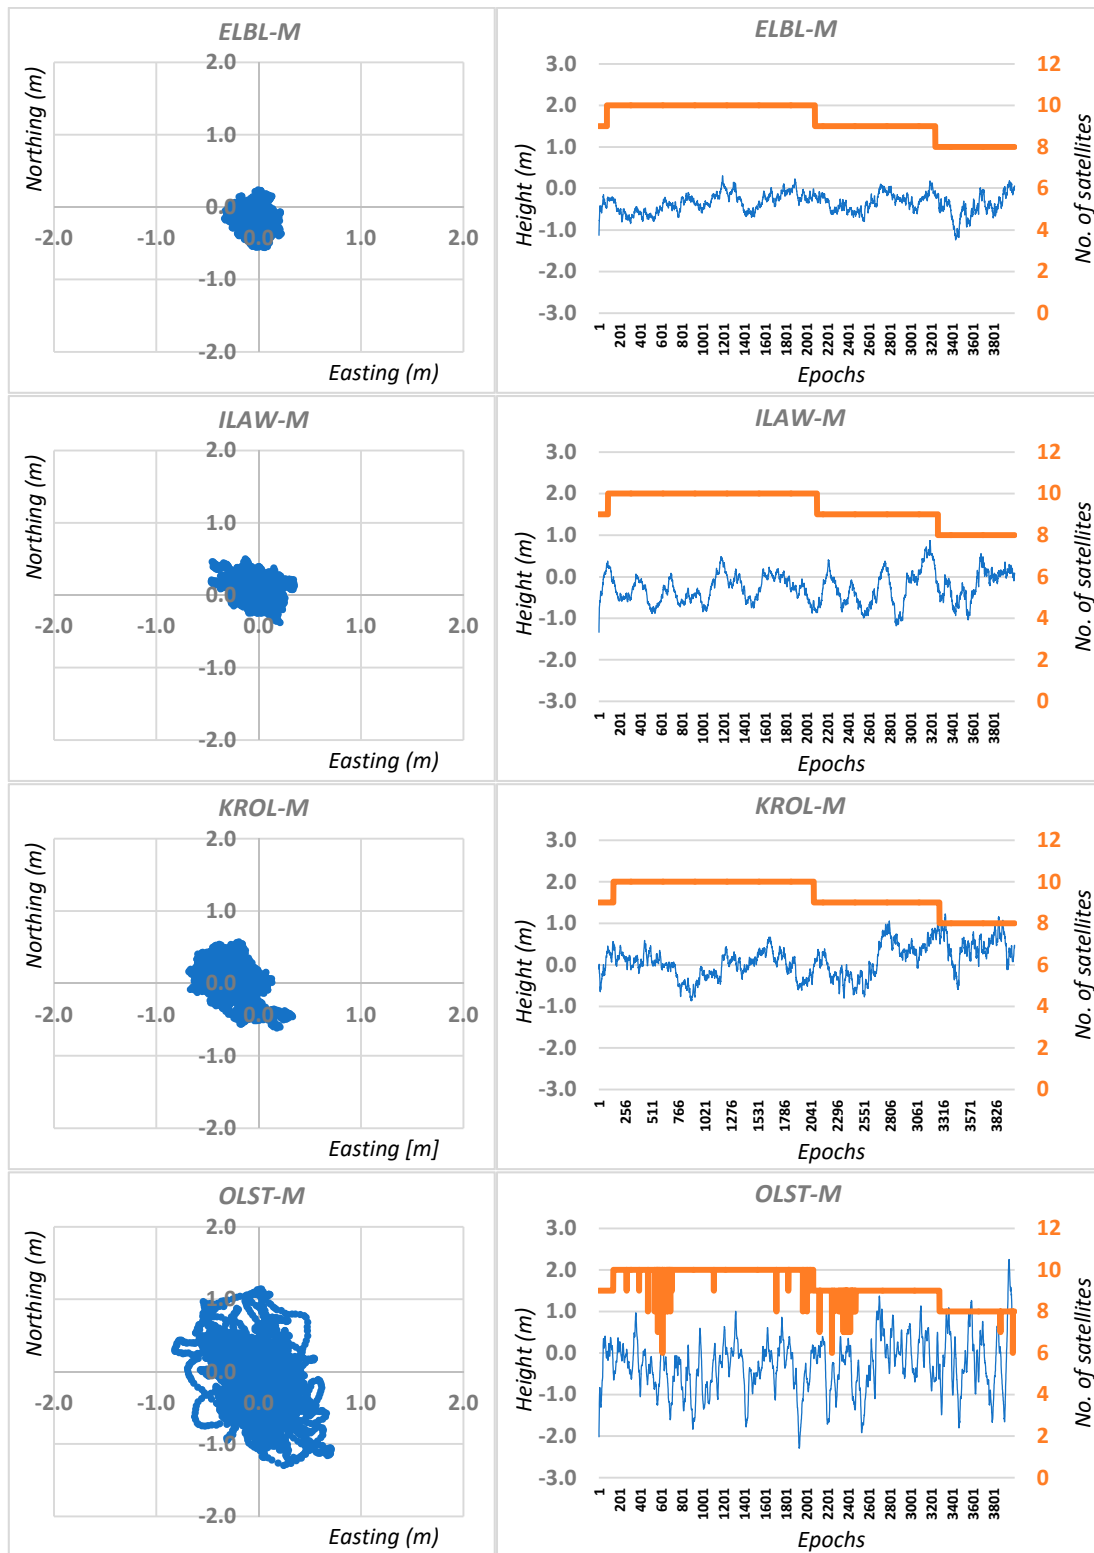 ELBL-M
Northing (m)
2.0
1.0
0.0
-2.0 -1.0 0.0 1.0 2.0
-1.0
-2.0
Easting (m)
ELBL-M
Height (m)
3.0 12
2.0 10
1.0 8
0.0 6
-1.0 4
-2.0 2
-3.0 0
No. of satellites
1 201 401 601 801 1001 1201 1401 1601 1801 2001 2201 2401 2601 2801 3001 3201 3401 3601 3801
Epochs
ILAW-M
Northing (m)
2.0
1.0
0.0
-2.0 -1.0 0.0 1.0 2.0
-1.0
-2.0
Easting (m)
ILAW-M
Height (m)
3.0 12
2.0 10
1.0 8
0.0 6
-1.0 4
-2.0 2
-3.0 0
No. of satellites
1 201 401 601 801 1001 1201 1401 1601 1801 2001 2201 2401 2601 2801 3001 3201 3401 3601 3801
Epochs
KROL-M
Northing (m)
2.0
1.0
0.0
-2.0 -1.0 0.0 1.0 2.0
-1.0
-2.0
Easting [m]
KROL-M
Height (m)
3.0 12
2.0 10
1.0 8
0.0 6
-1.0 4
-2.0 2
-3.0 0
No. of satellites
1 256 511 766 1021 1276 1531 1786 2041 2296 2551 2806 3061 3316 3571 3826
Epochs
OLST-M
Northing (m)
2.0
1.0
0.0
-2.0 -1.0 0.0 1.0 2.0
-1.0
-2.0
Easting (m)
OLST-M
Height (m)
3.0 12
2.0 10
1.0 8
0.0 6
-1.0 4
-2.0 2
-3.0 0
No. of satellites
1 201 401 601 801 1001 1201 1401 1601 1801 2001 2201 2401 2601 2801 3001 3201 3401 3601 3801
Epochs